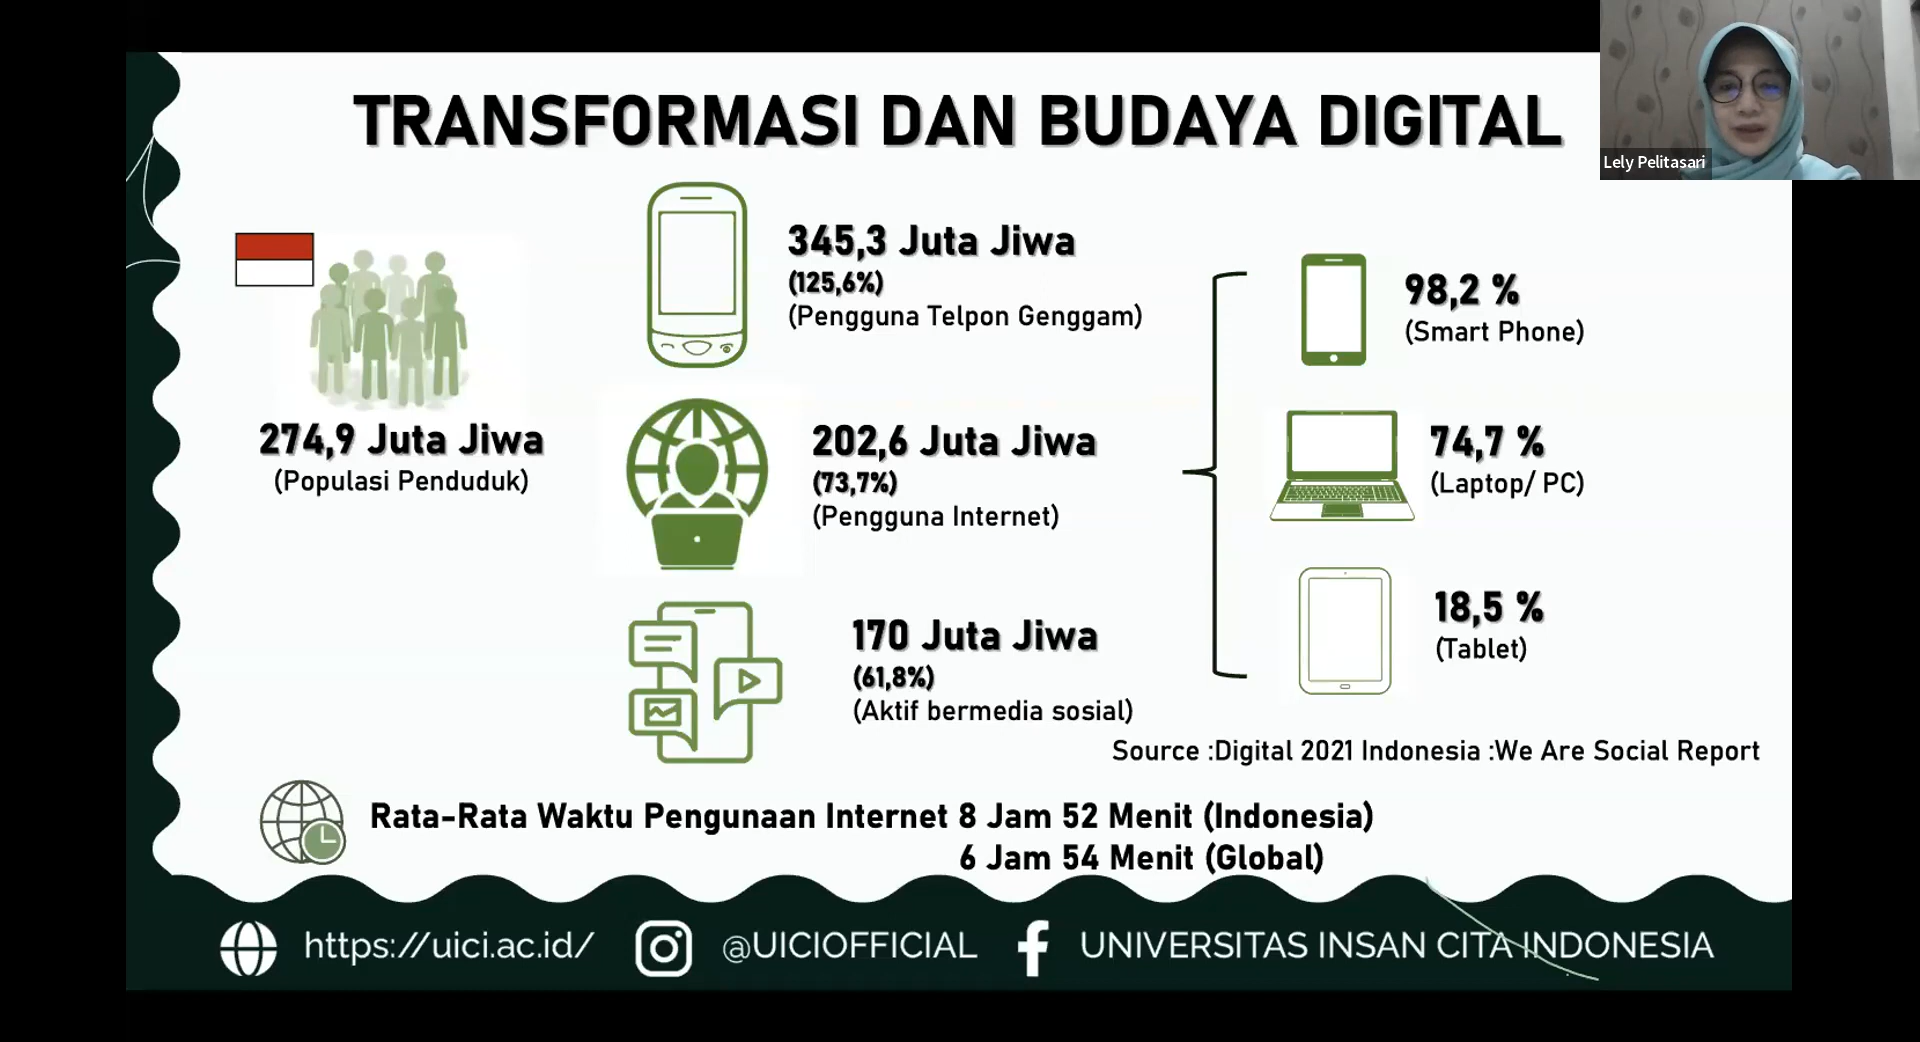 TRANSFORMASI DAN BUDAYA DIGITAL
Lely Pelitasari
274,9 Juta Jiwa
(Populasi Penduduk)
345,3 Juta Jiwa
(125,6%)
(Pengguna Telpon Genggam)
202,6 Juta Jiwa
(73,7%)
(Pengguna Internet)
170 Juta Jiwa
(61,8%)
(Aktif bermedia sosial)
98,2 %
(Smart Phone)
74,7 %
(Laptop/ PC)
18,5 %
(Tablet)
Source :Digital 2021 Indonesia :We Are Social Report
Rata-Rata Waktu Pengunaan Internet 8 Jam 52 Menit (Indonesia)
6 Jam 54 Menit (Global)
https://uici.ac.id/
@UICIOFFICIAL
UNIVERSITAS INSAN CITA INDONESIA